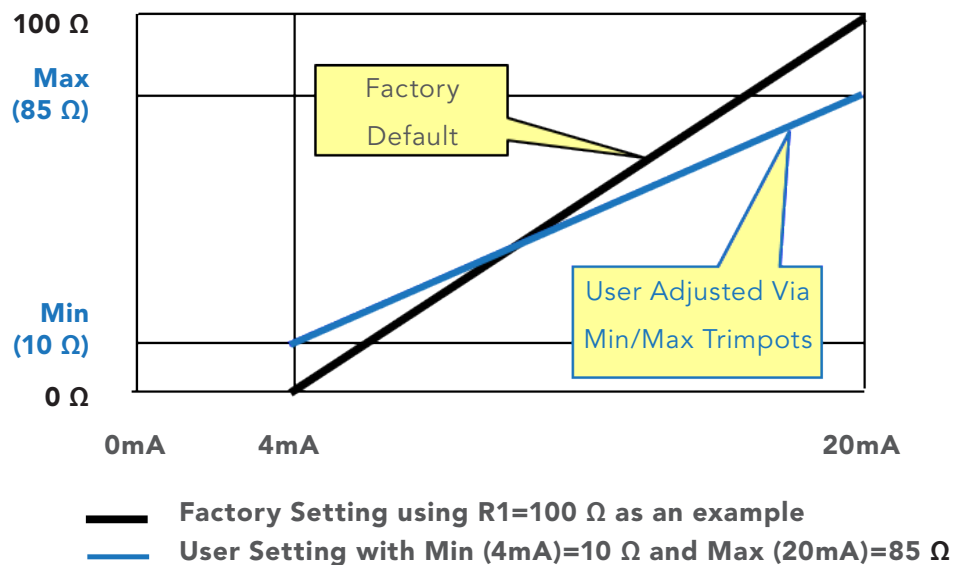 100 Ω
Max
(85 Ω)
Factory
Default
User Adjusted Via
Min/Max Trimpots
Min
(10 Ω)
0 Ω
0mA
4mA
20mA
Factory Setting using R1=100 Ω as an example
User Setting with Min (4mA)=10 Ω and Max (20mA)=85 Ω